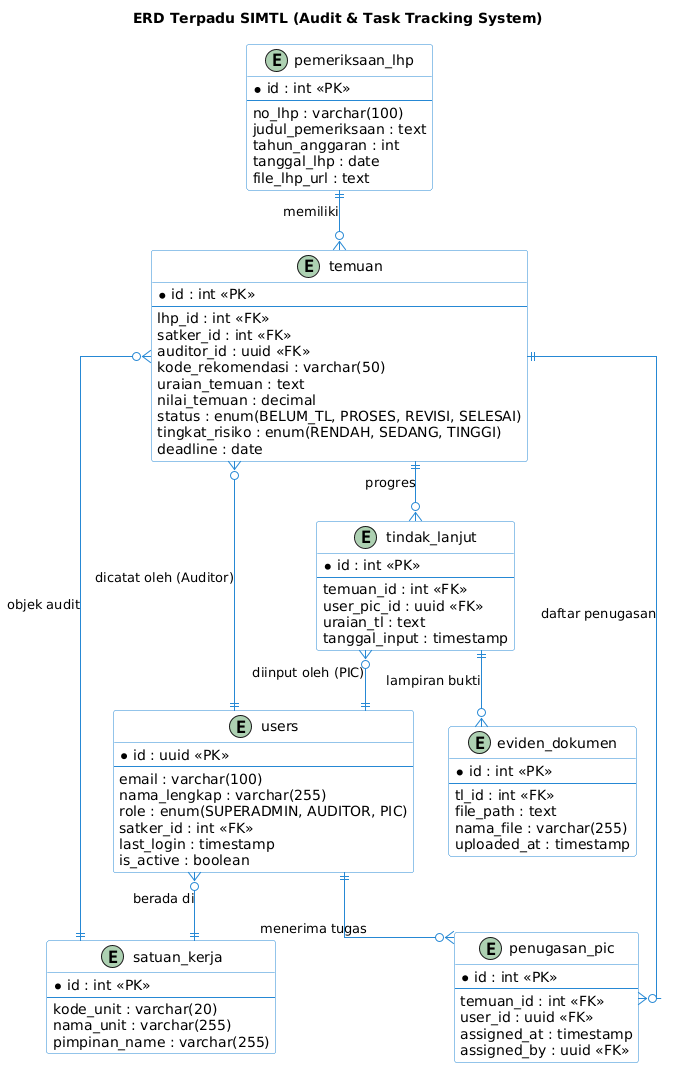 ERD Terpadu SIMTL (Audit & Task Tracking System)
E pemeriksaan_lhp
id : int «PK»
no_lhp : varchar(100)
judul_pemeriksaan : text
tahun_anggaran : int
tanggal_lhp : date
file_lhp_url : text
memiliki
E temuan
id : int «PK»
lhp_id : int «FK»
satker_id : int «FK»
auditor_id : uuid «FK»
kode_rekomendasi : varchar(50)
uraian_temuan : text
nilai_temuan : decimal
status : enum(BELUM_TL, PROSES, REVISI, SELESAI)
tingkat_risiko : enum(RENDAH, SEDANG, TINGGI)
deadline : date
progres
E tindak_lanjut
id : int «PK»
temuan_id : int «FK»
user_pic_id : uuid «FK»
uraian_tl : text
tanggal_input : timestamp
dicatat oleh (Auditor)
objek audit
daftar penugasan
diinput oleh (PIC)
lampiran bukti
E users
id : uuid «PK»
email : varchar(100)
nama_lengkap : varchar(255)
role : enum(SUPERADMIN, AUDITOR, PIC)
satker_id : int «FK»
last_login : timestamp
is_active : boolean
E eviden_dokumen
id : int «PK»
tl_id : int «FK»
file_path : text
nama_file : varchar(255)
uploaded_at : timestamp
berada di
menerima tugas
E satuan_kerja
id : int «PK»
kode_unit : varchar(20)
nama_unit : varchar(255)
pimpinan_name : varchar(255)
E penugasan_pic
id : int «PK»
temuan_id : int «FK»
user_id : uuid «FK»
assigned_at : timestamp
assigned_by : uuid «FK»